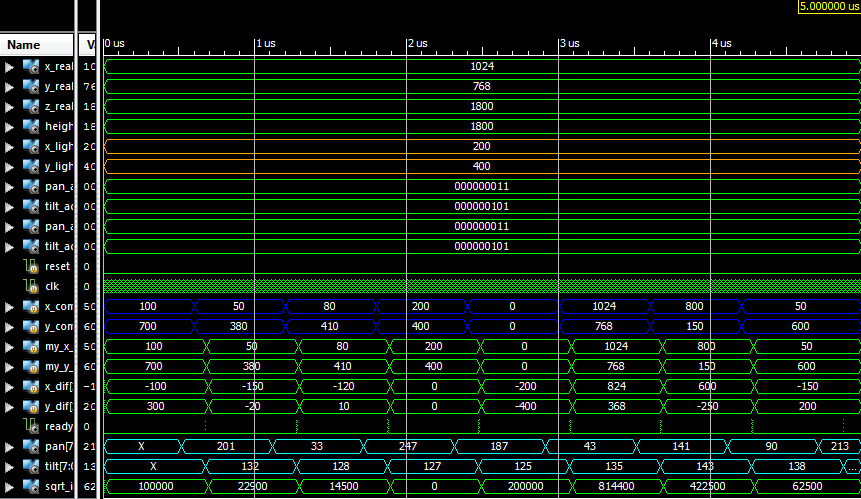 5.000000 us
Name V. 0 us 1 us 2 us 3 us 4 us
x_real 10 1024
y_real 76 768
z_real 18 1800
heigh 18 1800
x_ligh 20 200
y_ligh 40 400
pan_a 00 000000011
tilt_ac 00 000000101
pan_a 00 000000011
tilt_ac 00 000000101
reset 0
clk 0
x_com 50 100 50 80 200 0 1024 800 50
y_com 60 700 380 410 400 0 768 150 600
my_x_ 50 100 50 80 200 0 1024 800 50
my_y_ 60 700 380 410 400 0 768 150 600
x_dif[ -1 -100 -150 -120 0 -200 824 600 -150
y_dif[ 20 300 -20 10 0 -400 368 -250 200
ready 0
pan[7 21 X 201 33 247 187 43 141 90 213
tilt[7:0 13 X 132 128 127 125 135 143 138 ...
sqrt_i 62 100000 22900 14500 0 200000 814400 422500 62500